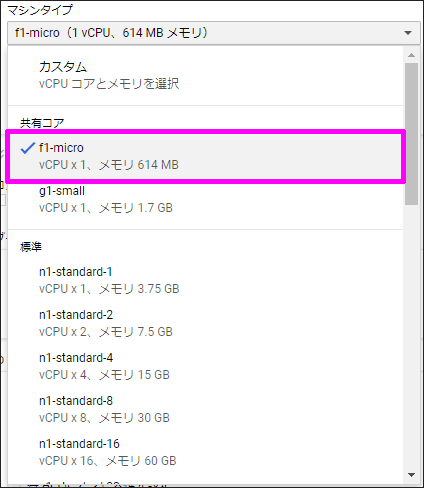 マシンタイプ
f1-micro（1 vCPU、614 MB メモリ）
カスタム
vCPU コアとメモリを選択
共有コア
f1-micro
vCPU x 1、メモリ 614 MB
g1-small
vCPU x 1、メモリ 1.7 GB
標準
n1-standard-1
vCPU x 1、メモリ 3.75 GB
n1-standard-2
vCPU x 2、メモリ 7.5 GB
n1-standard-4
vCPU x 4、メモリ 15 GB
n1-standard-8
vCPU x 8、メモリ 30 GB
n1-standard-16
vCPU x 16、メモリ 60 GB